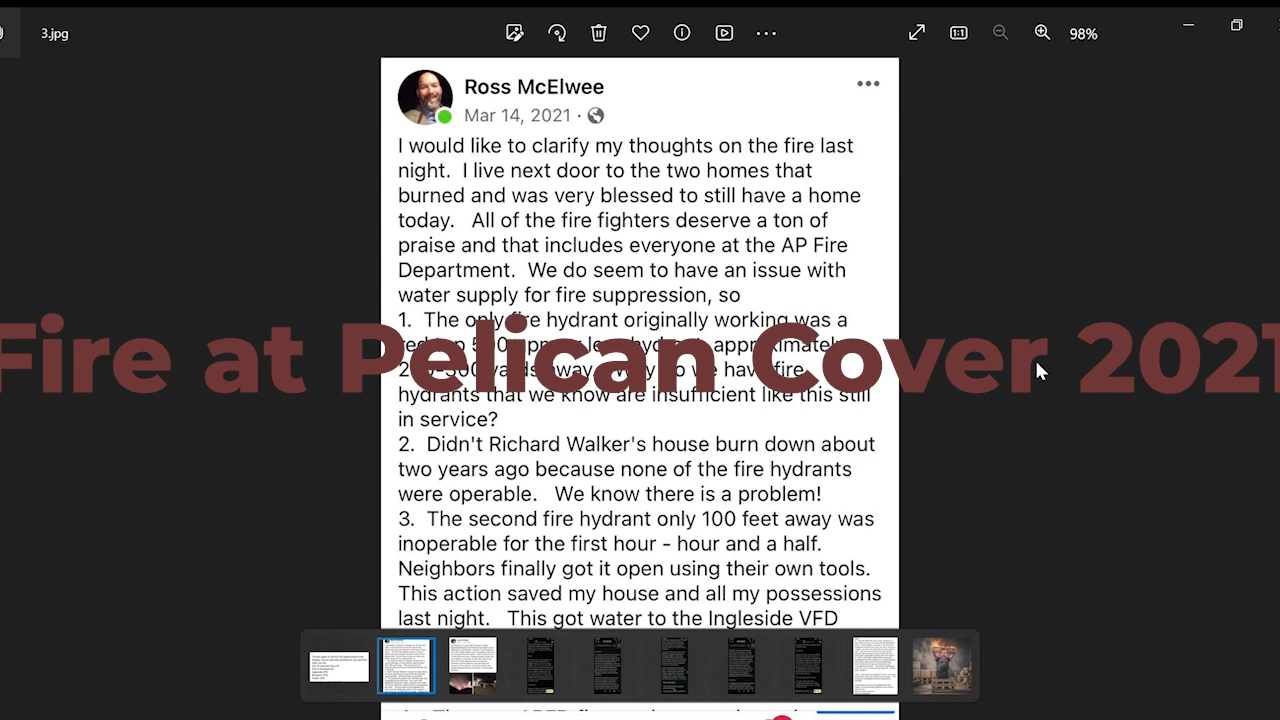 3.jpg
98%
Ross McElwee
Mar 14, 2021 ·
I would like to clarify my thoughts on the fire last
night. I live next door to the two homes that
burned and was very blessed to still have a home
today. All of the fire fighters deserve a ton of
praise and that includes everyone at the AP Fire
Department. We do seem to have an issue with
water supply for fire suppression, so
1. The only fire hydrant originally working was a
Fire at Pelican Cover 2021
hydrants that we know are insufficient like this still
in service?
2. Didn't Richard Walker's house burn down about
two years ago because none of the fire hydrants
were operable. We know there is a problem!
3. The second fire hydrant only 100 feet away was
inoperable for the first hour - hour and a half.
Neighbors finally got it open using their own tools.
This action saved my house and all my possessions
last night. This got water to the Ingleside VFD